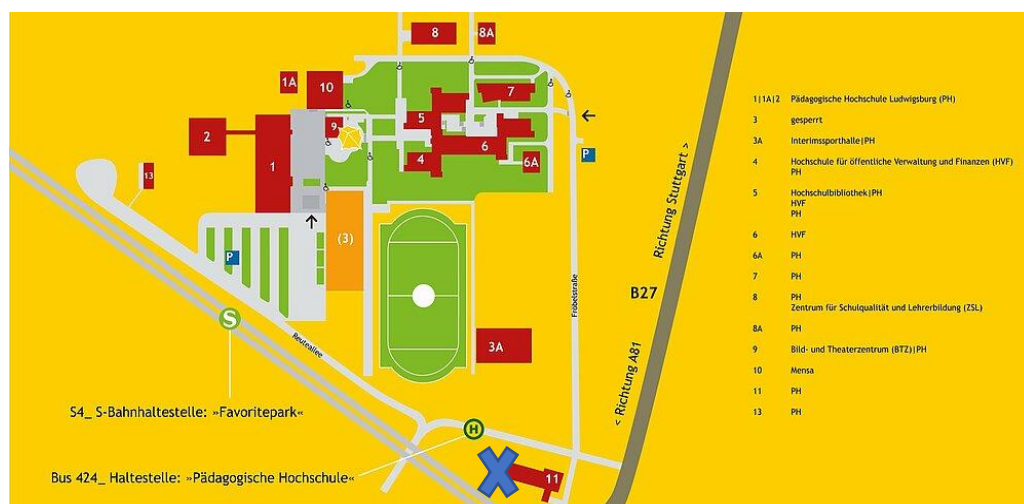 8
8A
1A
10
7
2
9
5
1
6
4
6A
P
13
(3)
P
S
Reuteallee
3A
Fröbelstraße
Richtung Stuttgart >
B27
< Richtung A81
S4_ S-Bahnhaltestelle: »Favoritepark«
H
Bus 424_ Haltestelle: »Pädagogische Hochschule«
11
1|1A|2 Pädagogische Hochschule Ludwigsburg (PH)
3 gesperrt
3A Interimssporthalle|PH
4 Hochschule für öffentliche Verwaltung und Finanzen (HVF)
PH
5 Hochschulbibliothek|PH
HVF
PH
6 HVF
6A PH
7 PH
8 PH
Zentrum für Schulqualität und Lehrerbildung (ZSL)
8A PH
9 Bild- und Theaterzentrum (BTZ)|PH
10 Mensa
11 PH
13 PH